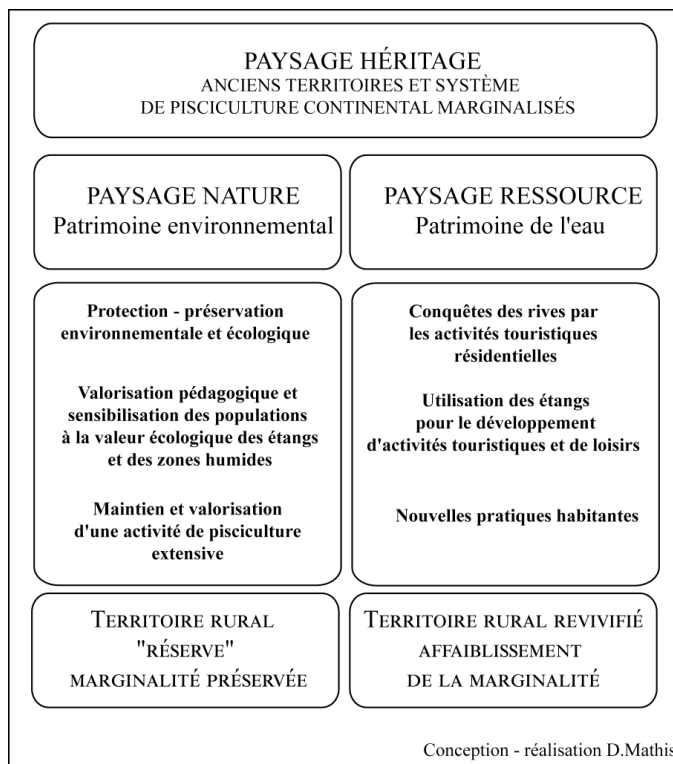 PAYSAGE HÉRITAGE
ANCIENS TERRITOIRES ET SYSTÈME
DE PISCICULTURE CONTINENTAL MARGINALISÉS
PAYSAGE NATURE
Patrimoine environnemental
PAYSAGE RESSOURCE
Patrimoine de l'eau
Protection - préservation
environnementale et écologique
Valorisation pédagogique et
sensibilisation des populations
à la valeur écologique des étangs
et des zones humides
Maintien et valorisation
d'une activité de pisciculture
extensive
Conquêtes des rives par
les activités touristiques
résidentielles
Utilisation des étangs
pour le développement
d'activités touristiques et de loisirs
Nouvelles pratiques habitantes
TERRITOIRE RURAL
"RÉSERVE"
MARGINALITÉ PRÉSERVÉE
TERRITOIRE RURAL REVIVIFIÉ
AFFAIBLISSEMENT
DE LA MARGINALITÉ
Conception - réalisation D.Mathis